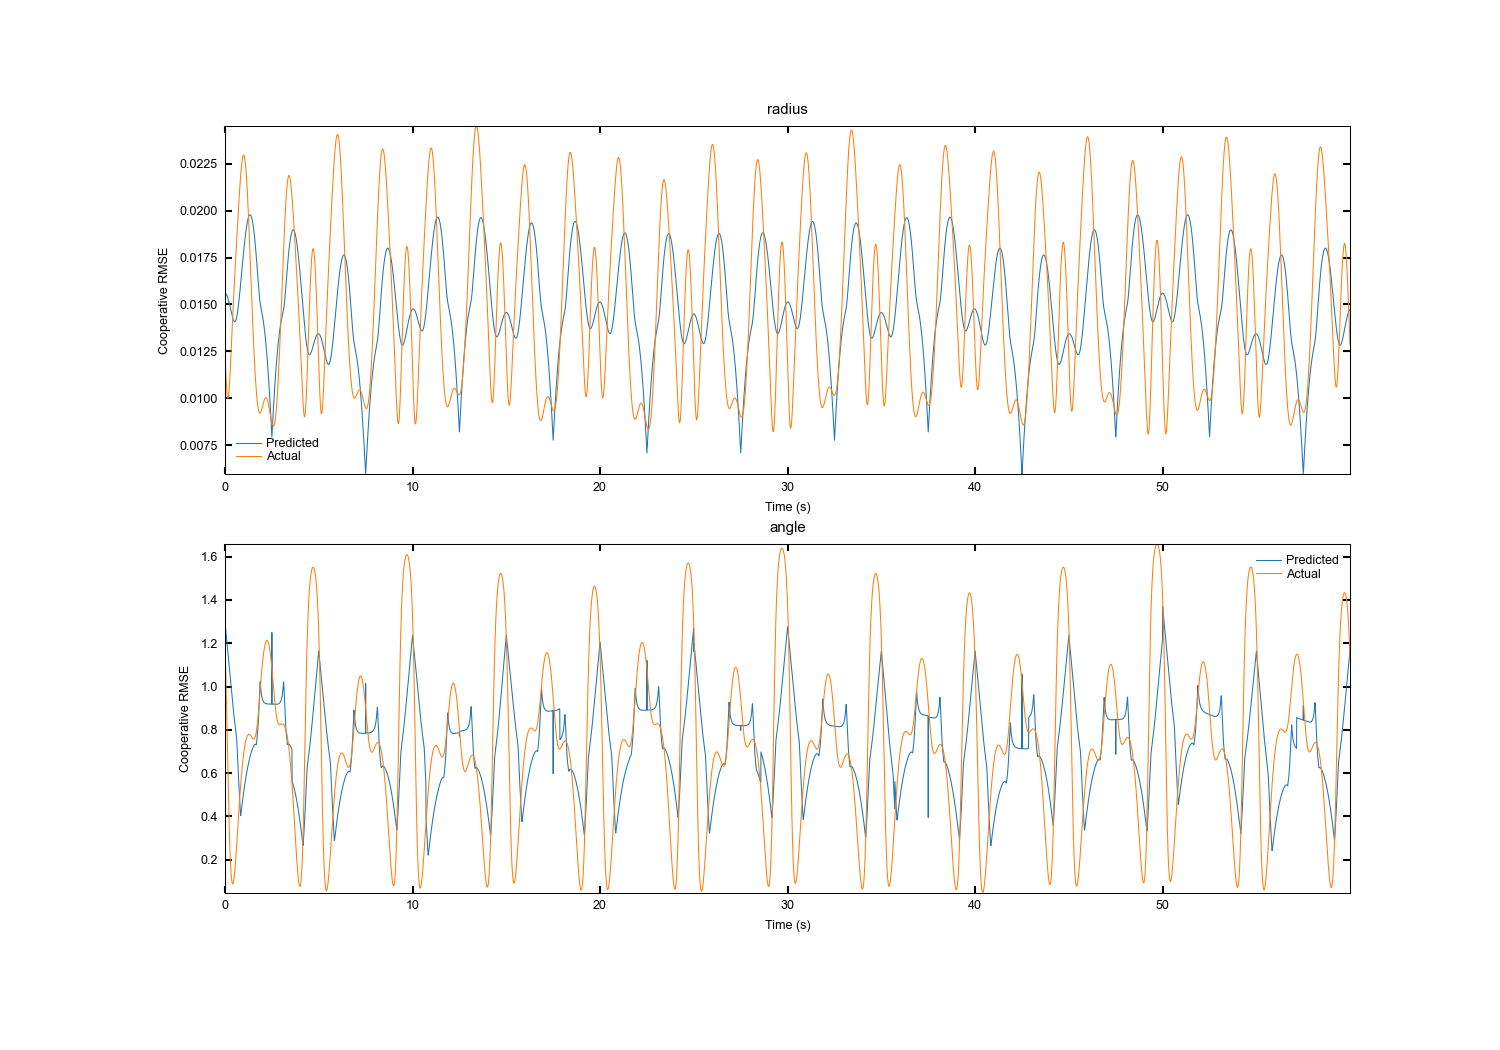 radius
0.0225
0.0200
0.0175
0.0150
0.0125
0.0100
0.0075
Cooperative RMSE
Predicted
Actual
0 10 20 30 40 50
Time (s)
angle
1.6
1.4
1.2
1.0
0.8
0.6
0.4
0.2
Cooperative RMSE
Predicted
Actual
0 10 20 30 40 50
Time (s)